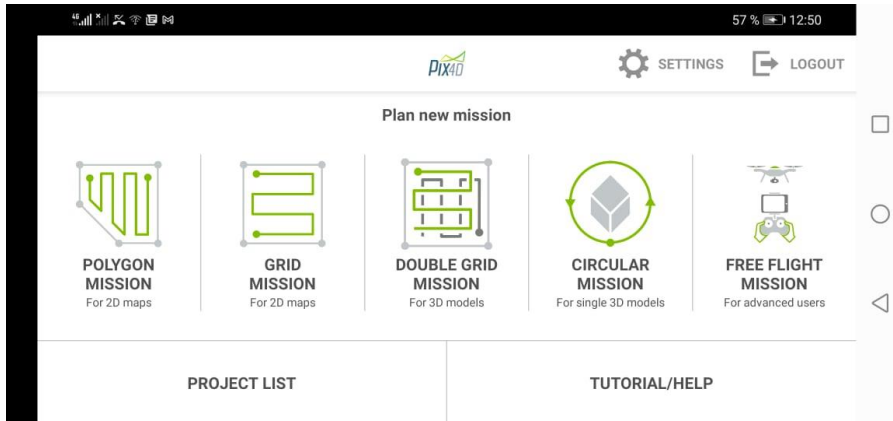 4G 57 % 12:50
PIX4D SETTINGS LOGOUT
Plan new mission
POLYGON
MISSION
For 2D maps
GRID
MISSION
For 2D maps
DOUBLE GRID
MISSION
For 3D models
CIRCULAR
MISSION
For single 3D models
FREE FLIGHT
MISSION
For advanced users
PROJECT LIST
TUTORIAL/HELP